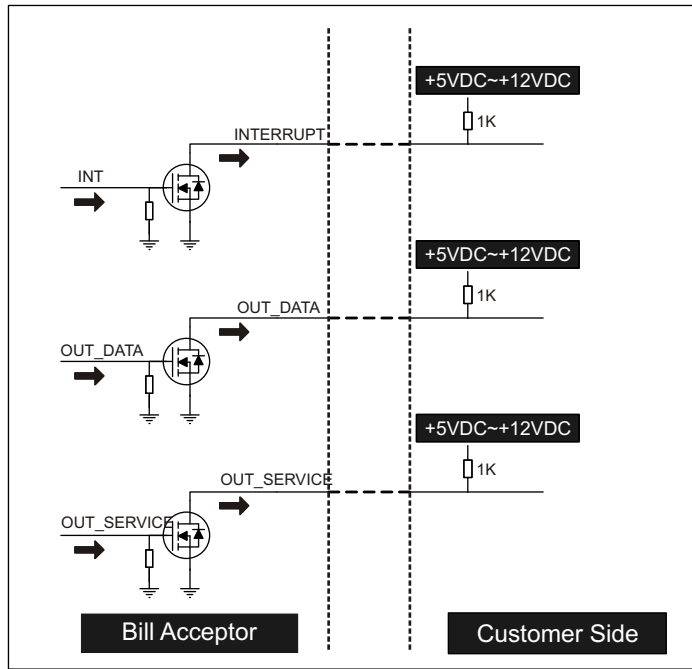 +5VDC~+12VDC
1K
INTERRUPT
INT
+5VDC~+12VDC
1K
OUT_DATA
OUT_DATA
+5VDC~+12VDC
1K
OUT_SERVICE
OUT_SERVICE
Bill Acceptor
Customer Side